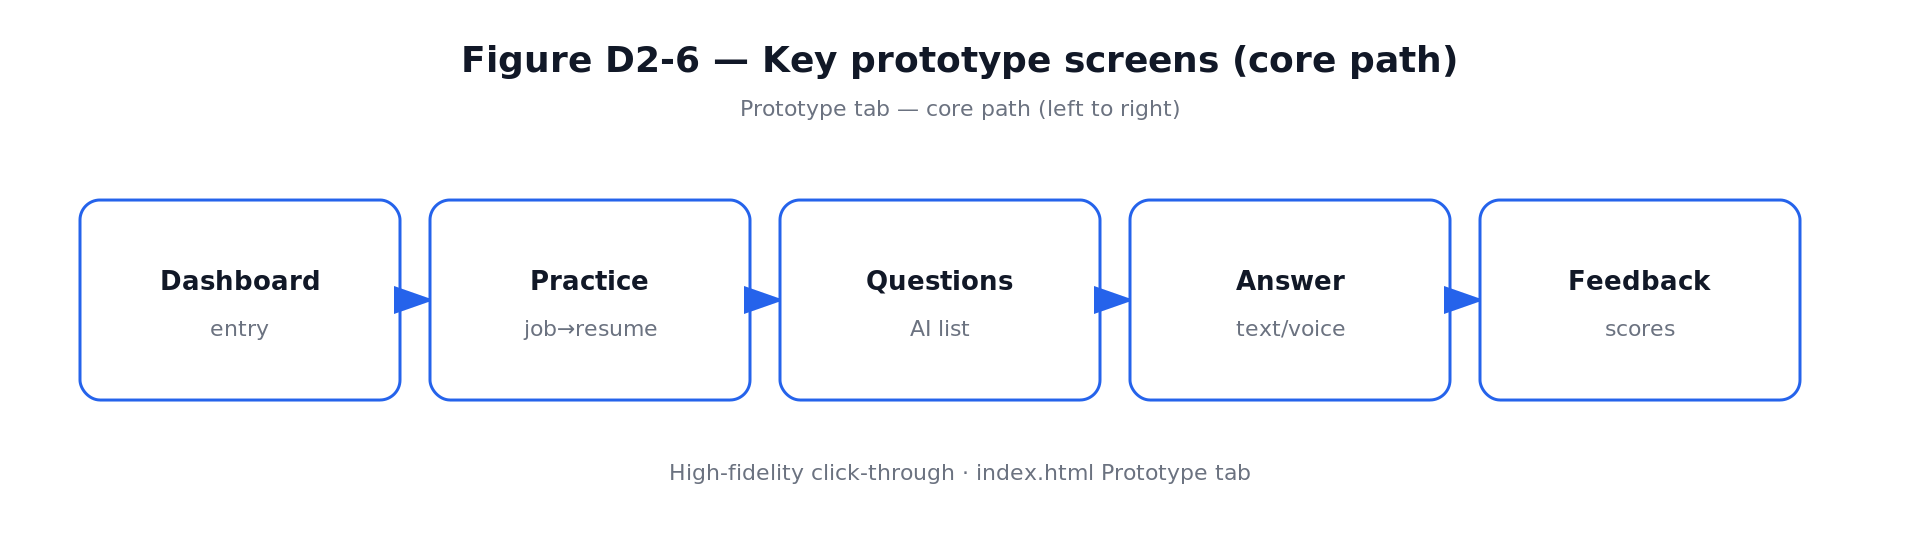 Figure D2-6 — Key prototype screens (core path)
Prototype tab — core path (left to right)
Dashboard
entry
Practice
job→resume
Questions
AI list
Answer
text/voice
Feedback
scores
High-fidelity click-through · index.html Prototype tab